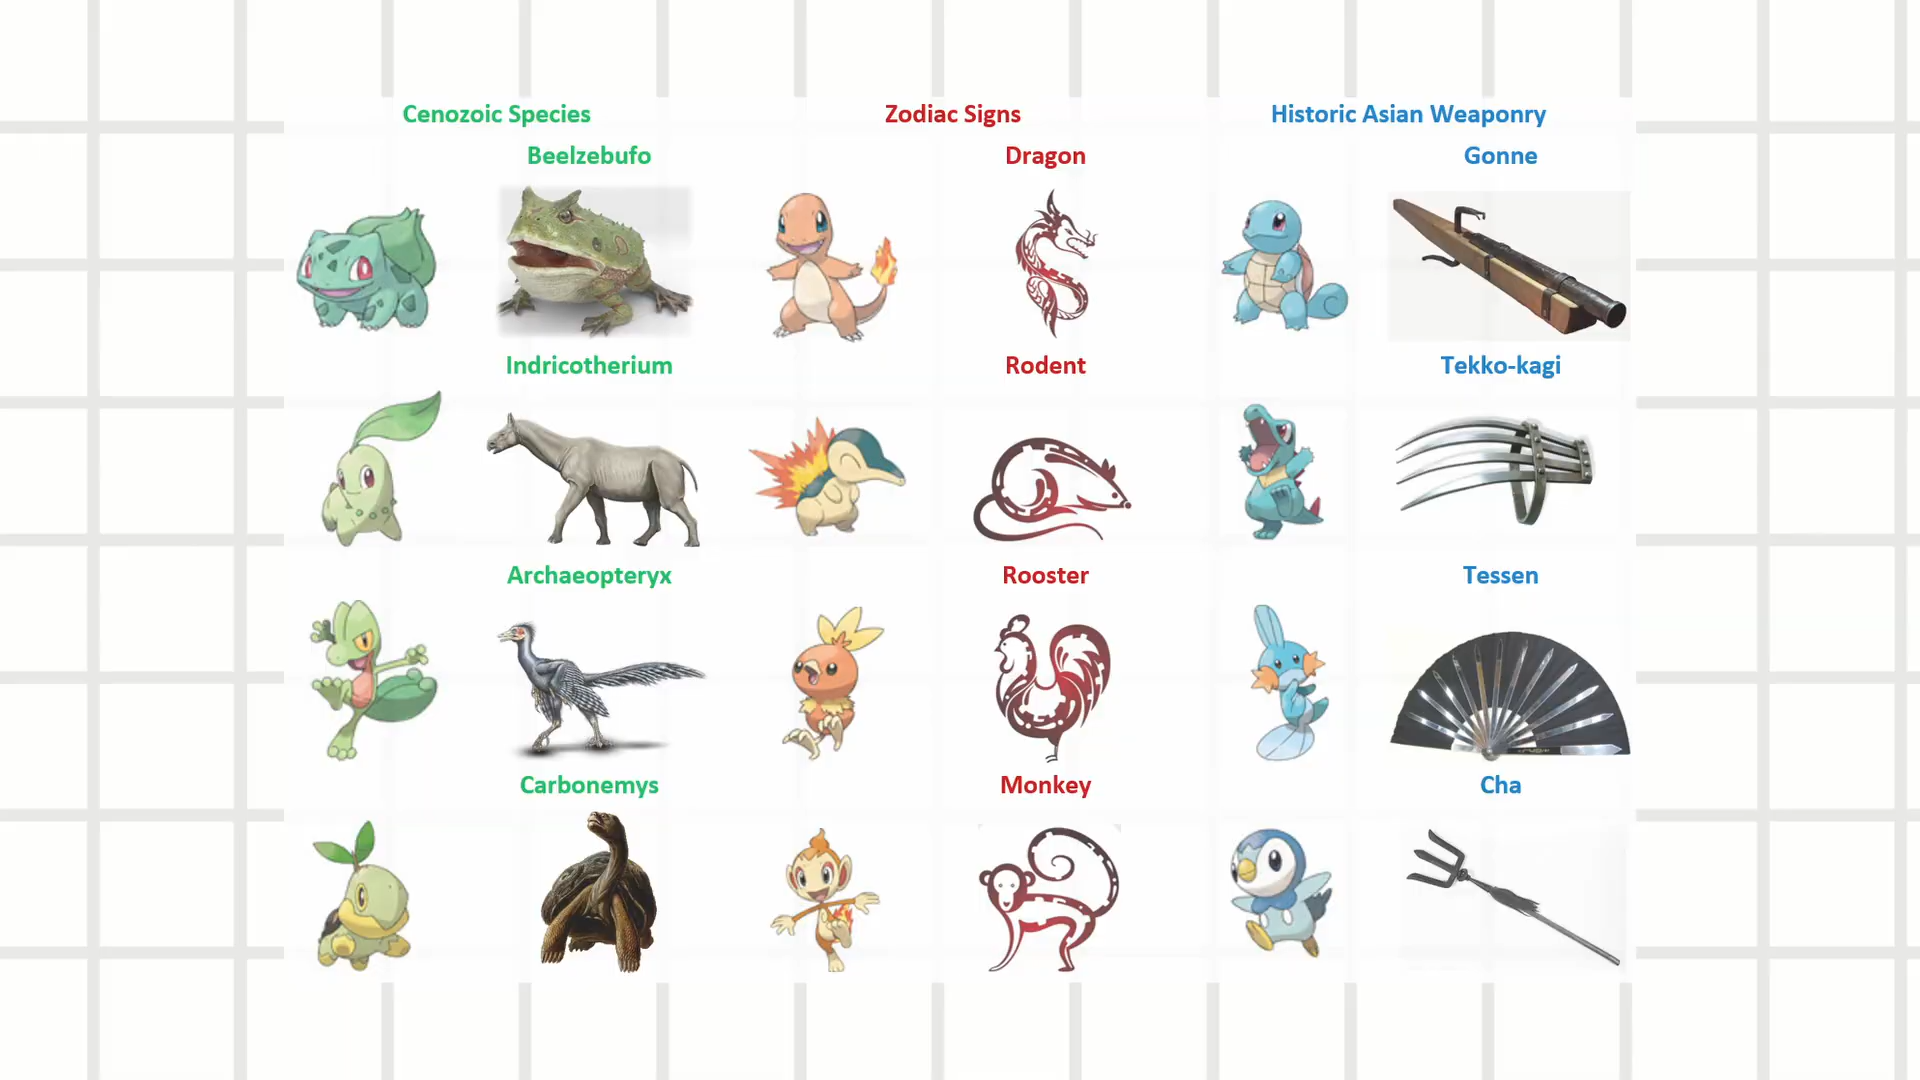 Cenozoic Species
Zodiac Signs
Historic Asian Weaponry
Beelzebufo
Dragon
Gonne
Indricotherium
Rodent
Tekko-kagi
Archaeopteryx
Rooster
Tessen
Carbonemys
Monkey
Cha